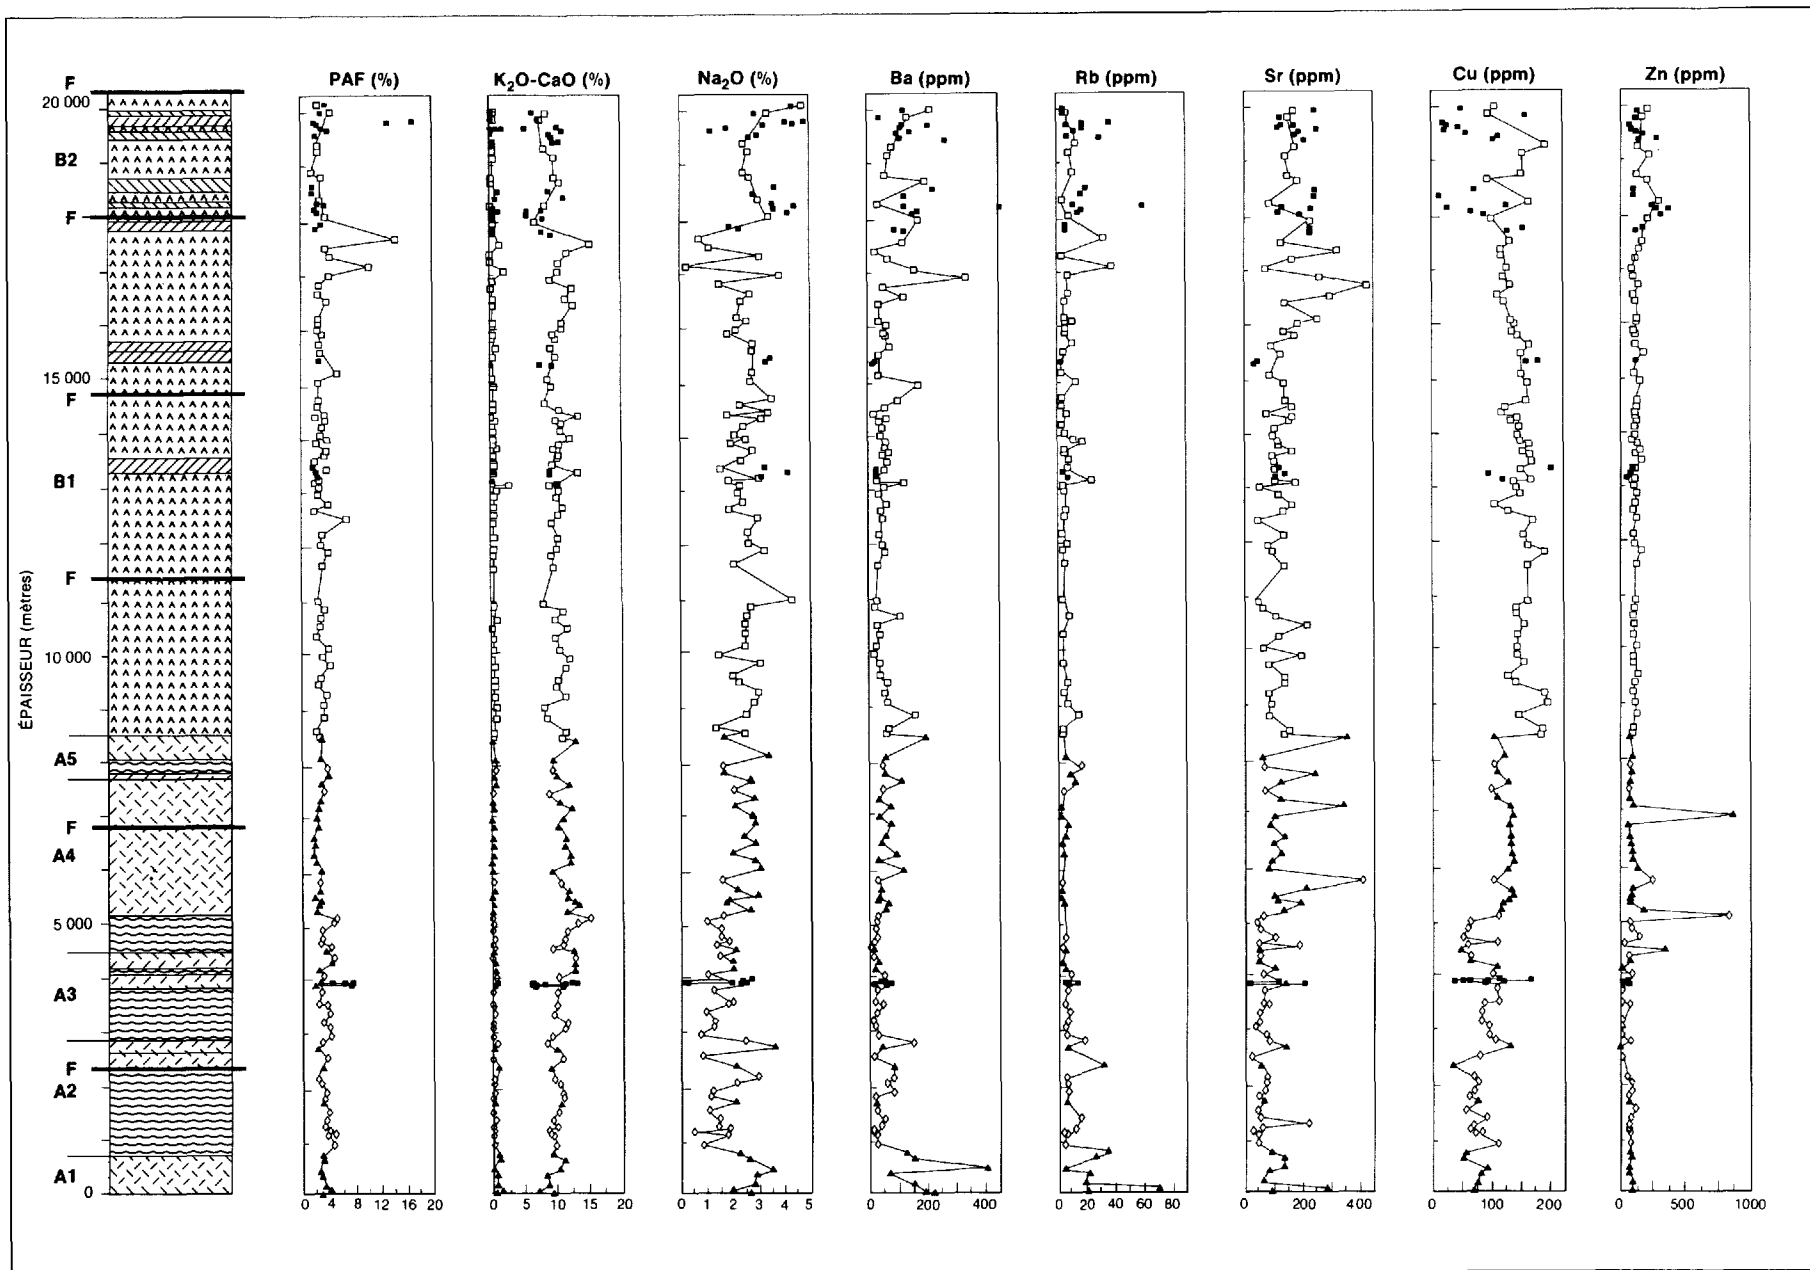 PAF (%) K₂O-CaO (%) Na₂O (%) Ba (ppm) Rb (ppm) Sr (ppm) Cu (ppm) Zn (ppm)
F
20 000
B2
F
15 000
F
B1
F
ÉPAISSEUR (mètres)
10 000
A5
F
A4
5 000
A3
F
A2
A1
0
0 4 8 12 16 20 0 5 10 15 20 0 1 2 3 4 5 0 200 400 0 20 40 60 80 0 200 400 0 100 200 0 500 1000